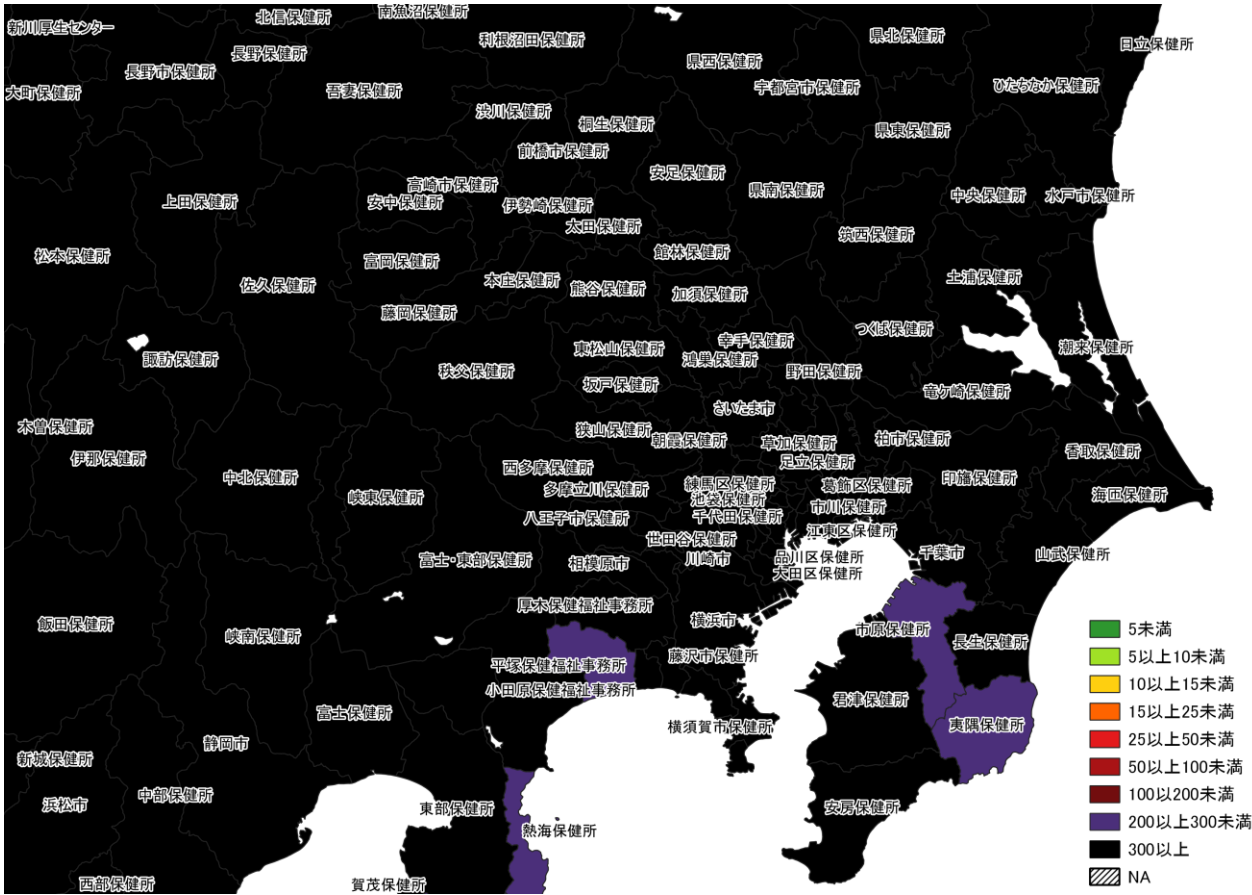 新川厚生センター
北信保健所
南魚沼保健所
利根沼田保健所
県北保健所
日立保健所
長野保健所
長野市保健所
県西保健所
大町保健所
吾妻保健所
宇都宮市保健所
ひたちなか保健所
渋川保健所
桐生保健所
県東保健所
前橋市保健所
安足保健所
高崎市保健所
県南保健所
上田保健所
安中保健所
伊勢崎保健所
中央保健所
水戸市保健所
太田保健所
筑西保健所
松本保健所
富岡保健所
館林保健所
佐久保健所
本庄保健所
熊谷保健所
加須保健所
土浦保健所
藤岡保健所
つくば保健所
諏訪保健所
東松山保健所
幸手保健所
鴻巣保健所
潮来保健所
秩父保健所
坂戸保健所
野田保健所
竜ケ崎保健所
さいたま市
木曽保健所
狭山保健所
朝霞保健所
草加保健所
柏市保健所
伊那保健所
足立保健所
香取保健所
中北保健所
西多摩保健所
峡東保健所
多摩立川保健所
練馬区保健所
葛飾区保健所
印旛保健所
池袋保健所
海匝保健所
市川保健所
八王子市保健所
千代田保健所
江東区保健所
世田谷保健所
富士・東部保健所
相模原市
川崎市
品川区保健所
千葉市
山武保健所
大田区保健所
厚木保健福祉事務所
飯田保健所
峡南保健所
横浜市
市原保健所
長生保健所
平塚保健福祉事務所
藤沢市保健所
小田原保健福祉事務所
君津保健所
富士保健所
横須賀市保健所
夷隅保健所
静岡市
新城保健所
浜松市
中部保健所
東部保健所
熱海保健所
安房保健所
西部保健所
賀茂保健所
5未満
5以上10未満
10以上15未満
15以上25未満
25以上50未満
50以上100未満
100以200未満
200以上300未満
300以上
NA